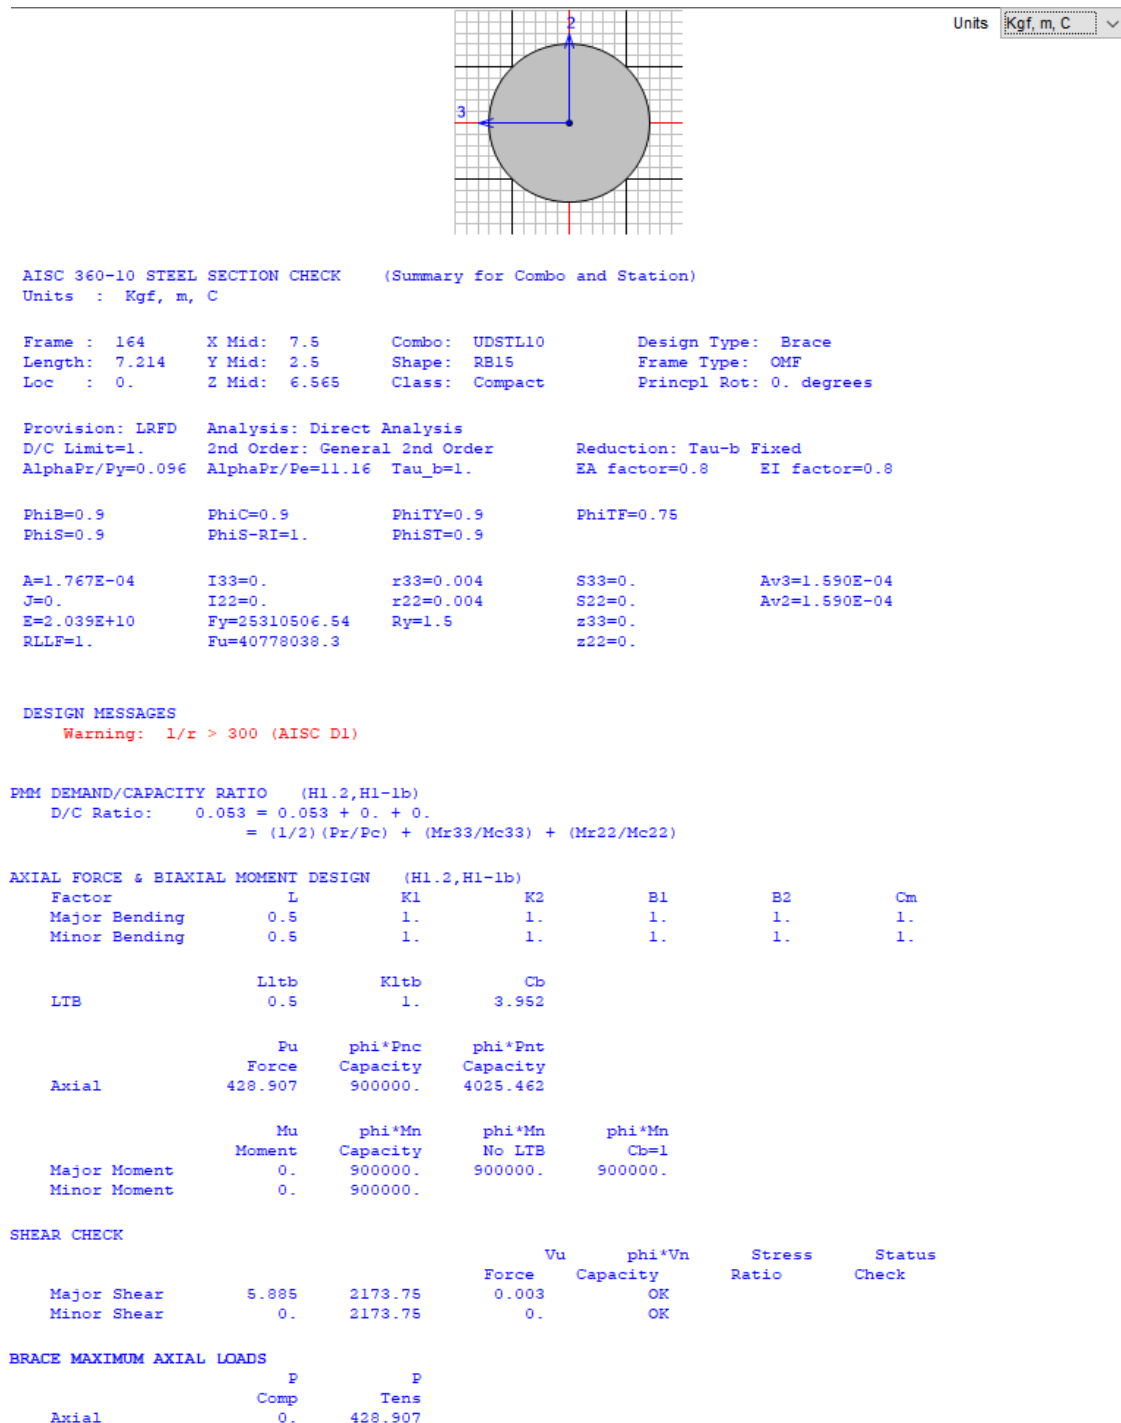 Units Kgf, m, C
2
3
AISC 360-10 STEEL SECTION CHECK (Summary for Combo and Station)
Units : Kgf, m, C
Frame : 164 X Mid: 7.5 Combo: UDSTL10 Design Type: Brace
Length: 7.214 Y Mid: 2.5 Shape: RB15 Frame Type: OMF
Loc : 0. Z Mid: 6.565 Class: Compact Princpl Rot: 0. degrees
Provision: LRFD Analysis: Direct Analysis
D/C Limit=1. 2nd Order: General 2nd Order Reduction: Tau-b Fixed
AlphaPr/Py=0.096 AlphaPr/Pe=11.16 Tau_b=1. EA factor=0.8 EI factor=0.8
PhiB=0.9 PhiC=0.9 PhiTY=0.9 PhiTF=0.75
PhiS=0.9 PhiS-RI=1. PhiST=0.9
A=1.767E-04 I33=0. r33=0.004 S33=0. Av3=1.590E-04
J=0. I22=0. r22=0.004 S22=0. Av2=1.590E-04
E=2.039E+10 Fy=25310506.54 Ry=1.5 z33=0.
RLLF=1. Fu=40778038.3 z22=0.
DESIGN MESSAGES
Warning: l/r > 300 (AISC D1)
PMM DEMAND/CAPACITY RATIO (H1.2,H1-1b)
D/C Ratio: 0.053 = 0.053 + 0. + 0.
= (1/2)(Pr/Pc) + (Mr33/Mc33) + (Mr22/Mc22)
AXIAL FORCE & BIAXIAL MOMENT DESIGN (H1.2,H1-1b)
Factor L K1 K2 B1 B2 Cm
Major Bending 0.5 1. 1. 1. 1. 1.
Minor Bending 0.5 1. 1. 1. 1. 1.
Lltb Kltb Cb
LTB 0.5 1. 3.952
Pu phi*Pnc phi*Pnt
Force Capacity Capacity
Axial 428.907 900000. 4025.462
Mu phi*Mn phi*Mn phi*Mn
Moment Capacity No LTB Cb=1
Major Moment 0. 900000. 900000. 900000.
Minor Moment 0. 900000.
SHEAR CHECK
Vu phi*Vn Stress Status
Force Capacity Ratio Check
Major Shear 5.885 2173.75 0.003 OK
Minor Shear 0. 2173.75 0. OK
BRACE MAXIMUM AXIAL LOADS
P P
Comp Tens
Axial 0. 428.907